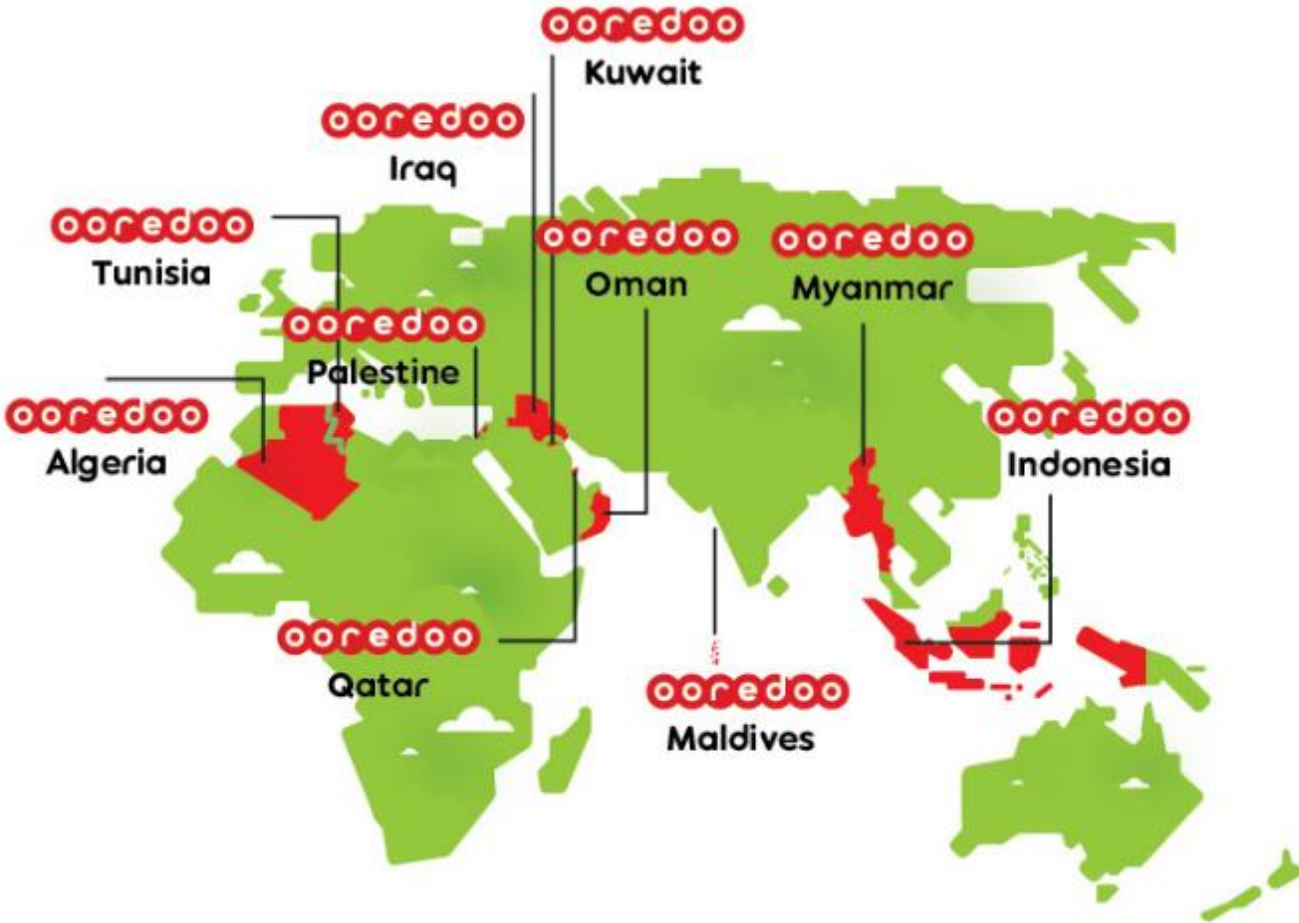 ooredoo
Kuwait
ooredoo
Iraq
ooredoo
Tunisia
ooredoo
Oman
ooredoo
Myanmar
ooredoo
Palestine
ooredoo
Algeria
ooredoo
Indonesia
ooredoo
Qatar
ooredoo
Maldives